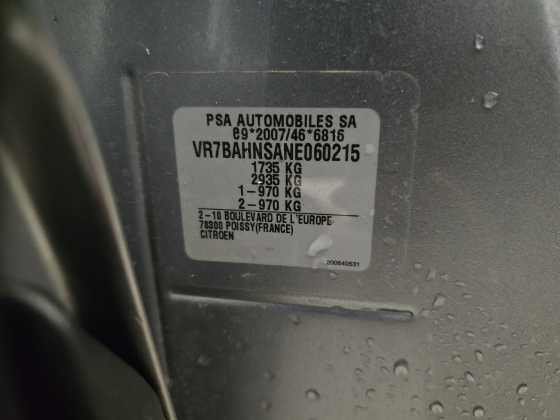 PSA AUTOMOBILES SA
e9*2007/46*6816
VR7BAHNSANE060215
1735 KG
2935 KG
1-970 KG
2-970 KG
2-10 BOULEVARD DE L'EUROPE
78300 POISSY(FRANCE)
CITROEN
200640531